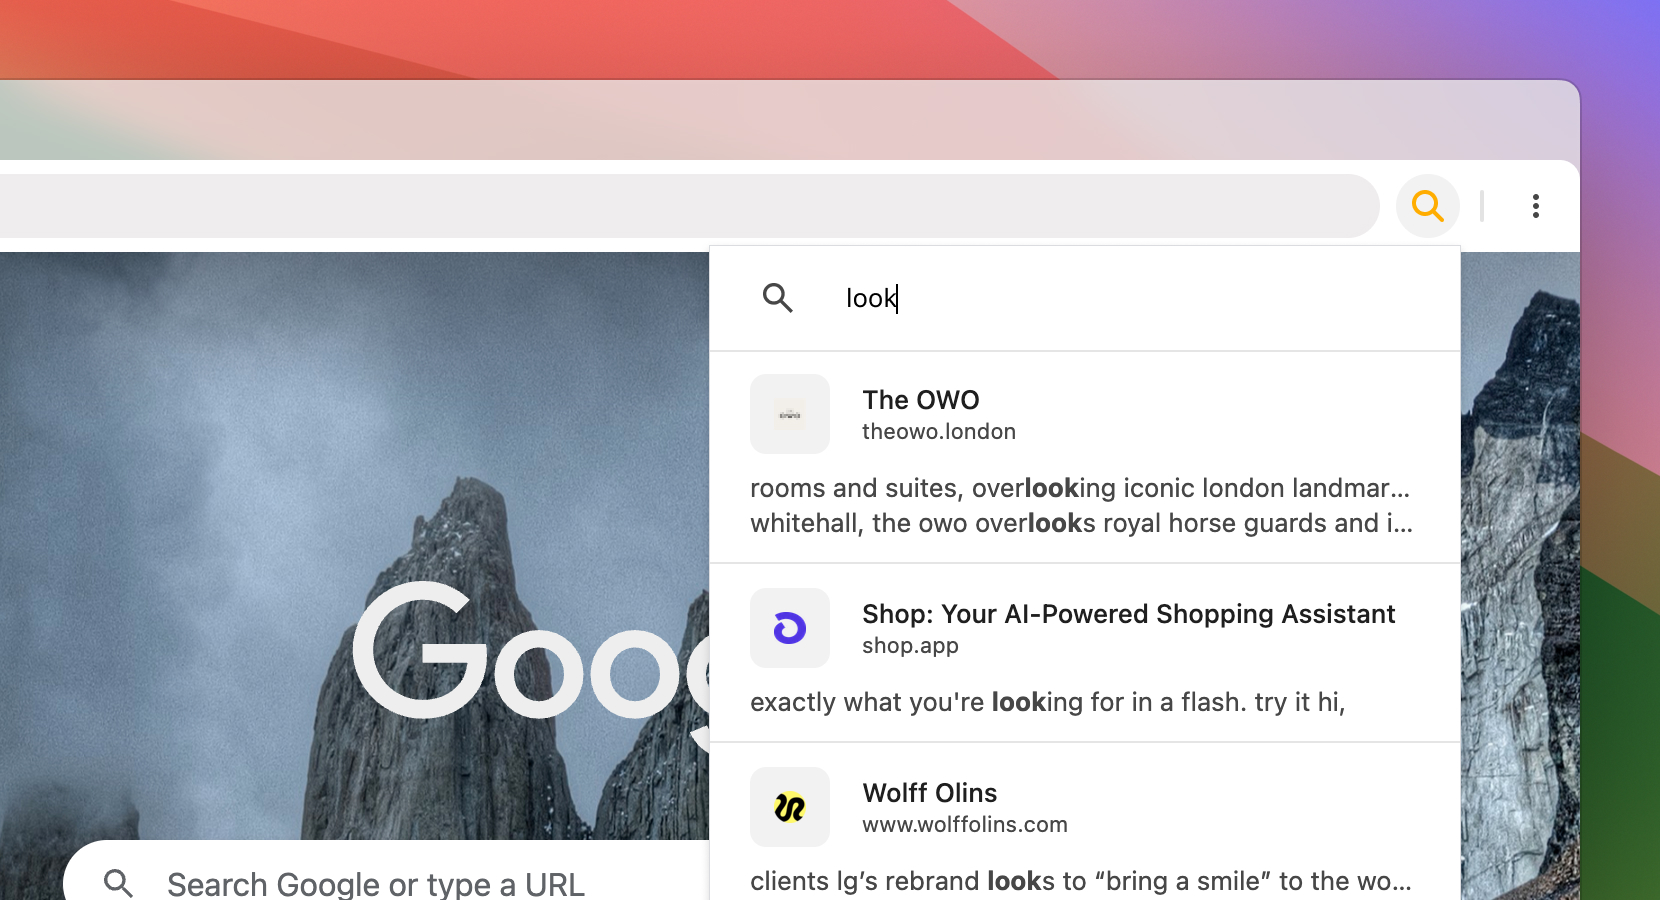 look
The OWO
theowo.london
rooms and suites, overlooking iconic london landmar...
whitehall, the owo overlooks royal horse guards and i...
Shop: Your AI-Powered Shopping Assistant
shop.app
exactly what you're looking for in a flash. try it hi,
Wolff Olins
www.wolffolins.com
clients lg’s rebrand looks to “bring a smile” to the wo...
Goog
Search Google or type a URL